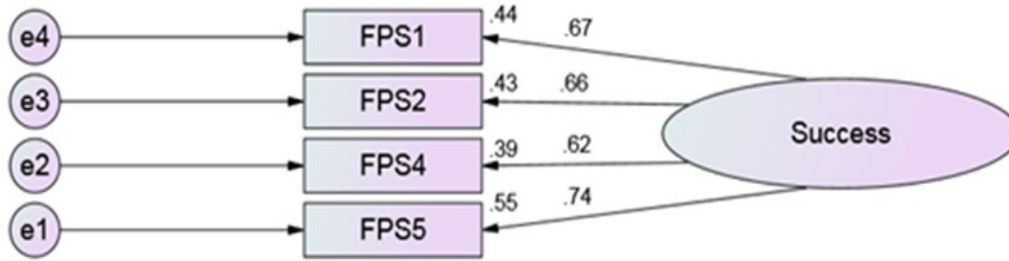 e4 FPS1 .44 .67
e3 FPS2 .43 .66
Success
e2 FPS4 .39 .62
e1 FPS5 .55 .74